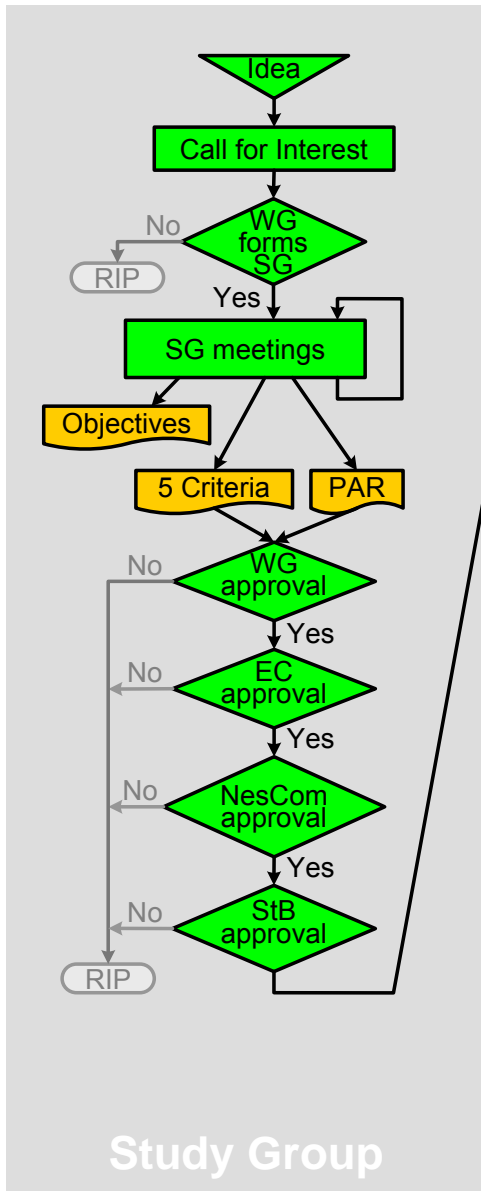 Idea
Call for Interest
No
WG
forms
SG
RIP
Yes
SG meetings
Objectives
5 Criteria
PAR
No
WG
approval
Yes
No
EC
approval
Yes
No
NesCom
approval
Yes
No
StB
approval
RIP
Study Group